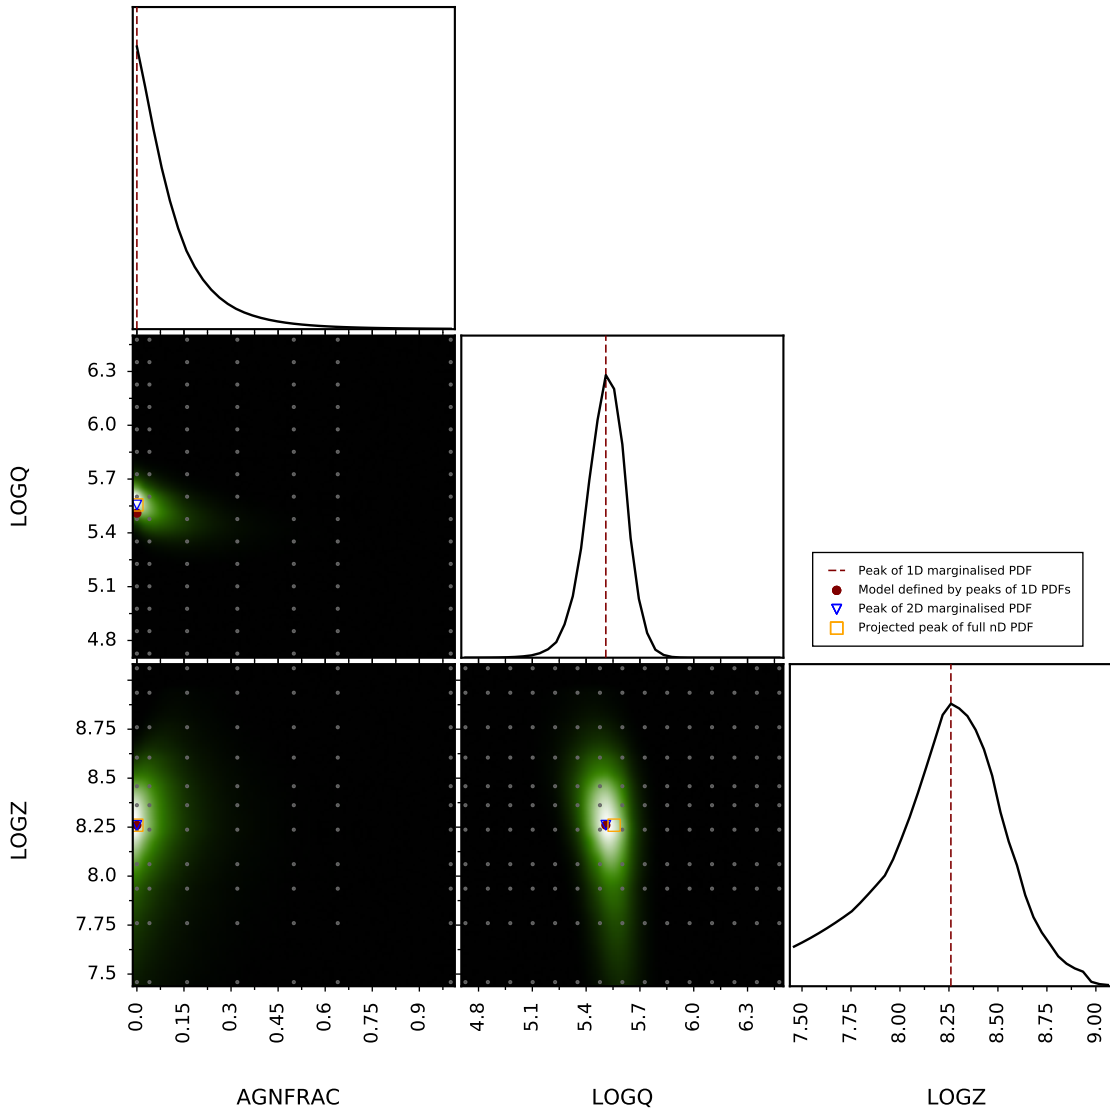 LOGQ
6.3
6.0
5.7
5.4
5.1
4.8
Peak of 1D marginalised PDF
Model defined by peaks of 1D PDFs
Peak of 2D marginalised PDF
Projected peak of full nD PDF
LOGZ
8.75
8.5
8.25
8.0
7.75
7.5
0.0 0.15 0.3 0.45 0.6 0.75 0.9
4.8 5.1 5.4 5.7 6.0 6.3
7.50 7.75 8.00 8.25 8.50 8.75 9.00
AGNFRAC LOGQ LOGZ